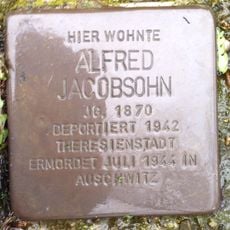 HIER WOHNTE
ALFRED
JACOBSOHN
JG. 1870
DEPORTIERT 1942
THERESIENSTADT
ERMORDET JULI 1944 IN
AUSCHWITZ